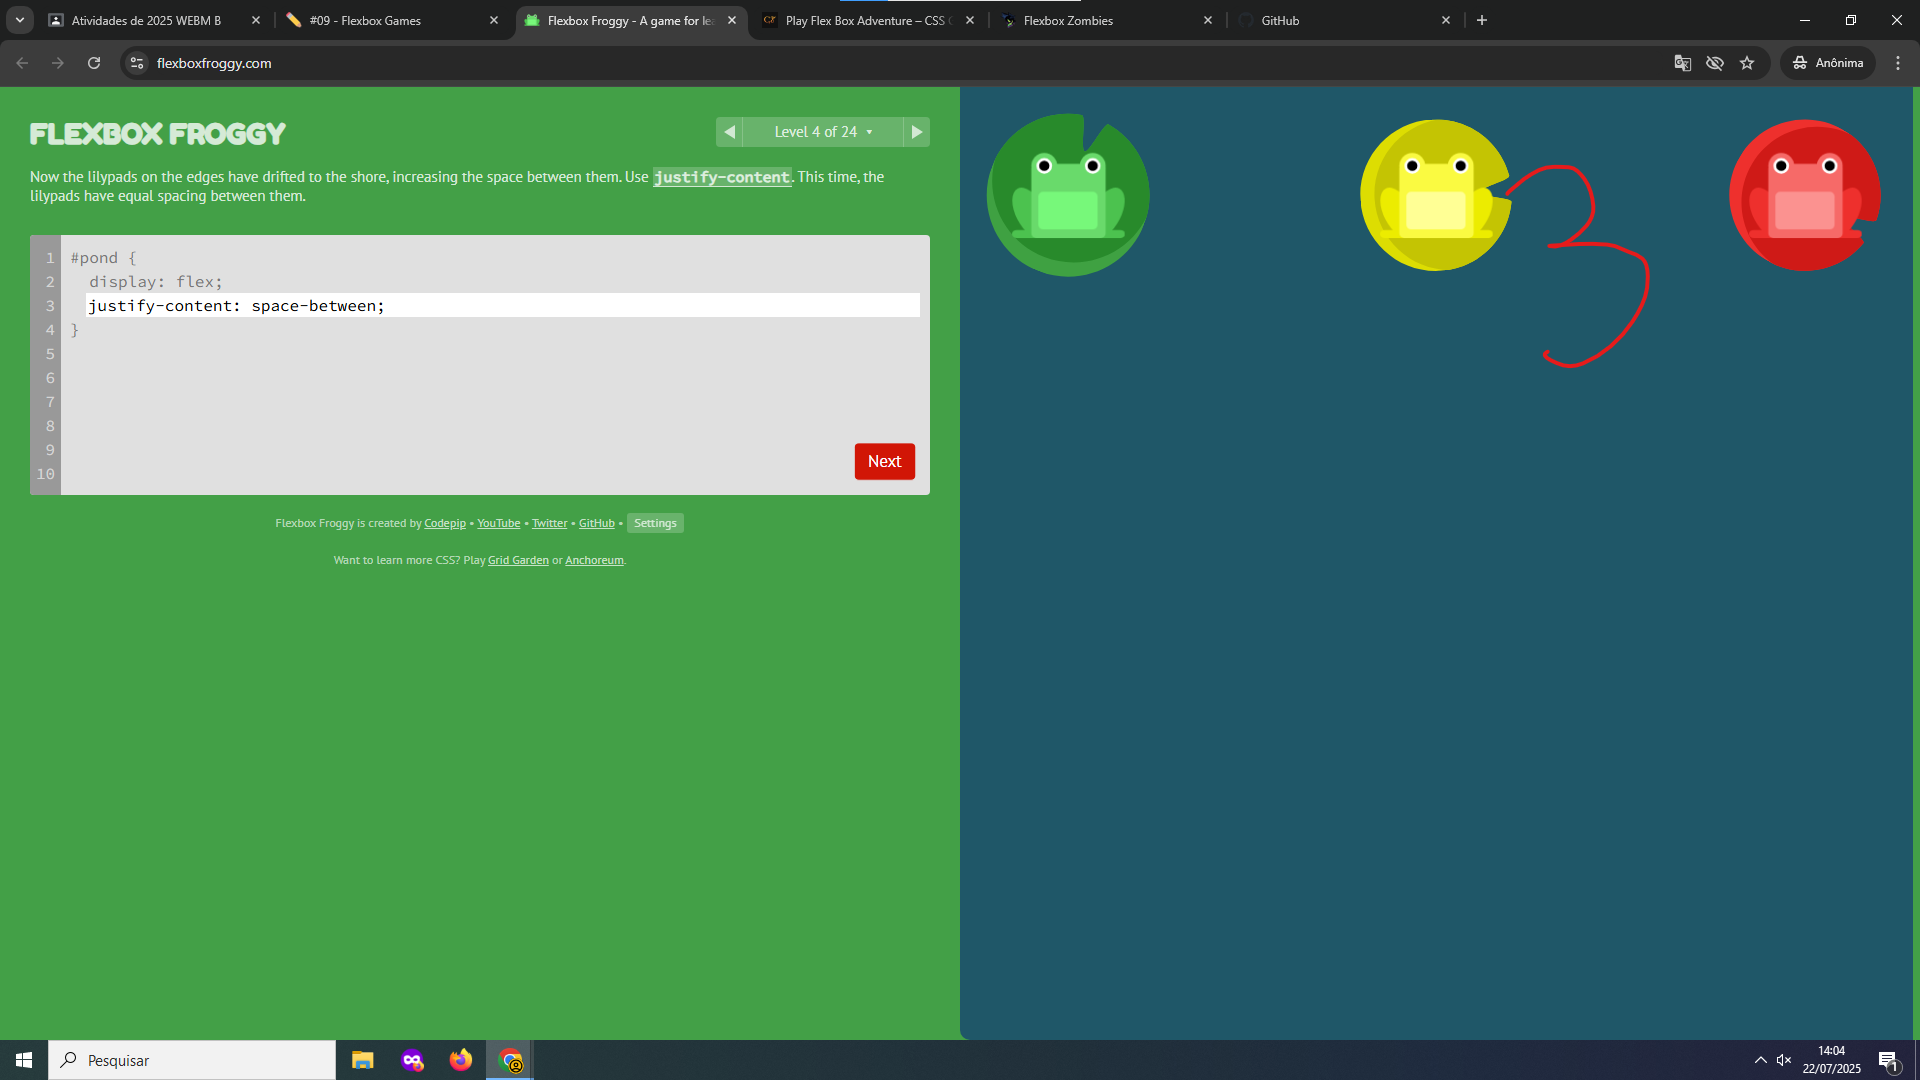 Atividades de 2025 WEBM B
#09 - Flexbox Games
Flexbox Froggy - A game for lea
Play Flex Box Adventure – CSS G
Flexbox Zombies
GitHub
flexboxfroggy.com
Anônima
FLEXBOX FROGGY
Level 4 of 24
Now the lilypads on the edges have drifted to the shore, increasing the space between them. Use justify-content. This time, the
lilypads have equal spacing between them.
1 #pond {
2 display: flex;
3 justify-content: space-between;
4 }
5
6
7
8
9
10
Next
Flexbox Froggy is created by Codepip • YouTube • Twitter • GitHub • Settings
Want to learn more CSS? Play Grid Garden or Anchoreum.
3
Pesquisar
14:04
22/07/2025
1